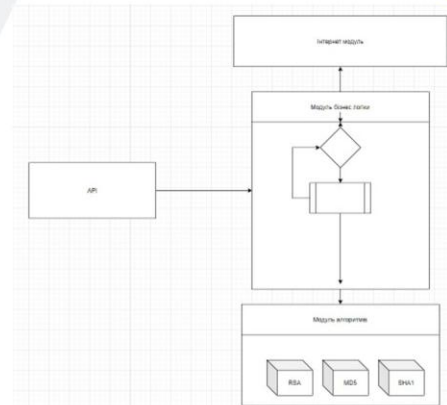 Інтернет модуль
Модуль бізнес логіки
API
Модуль алгоритмів
RSA
MD5
SHA1